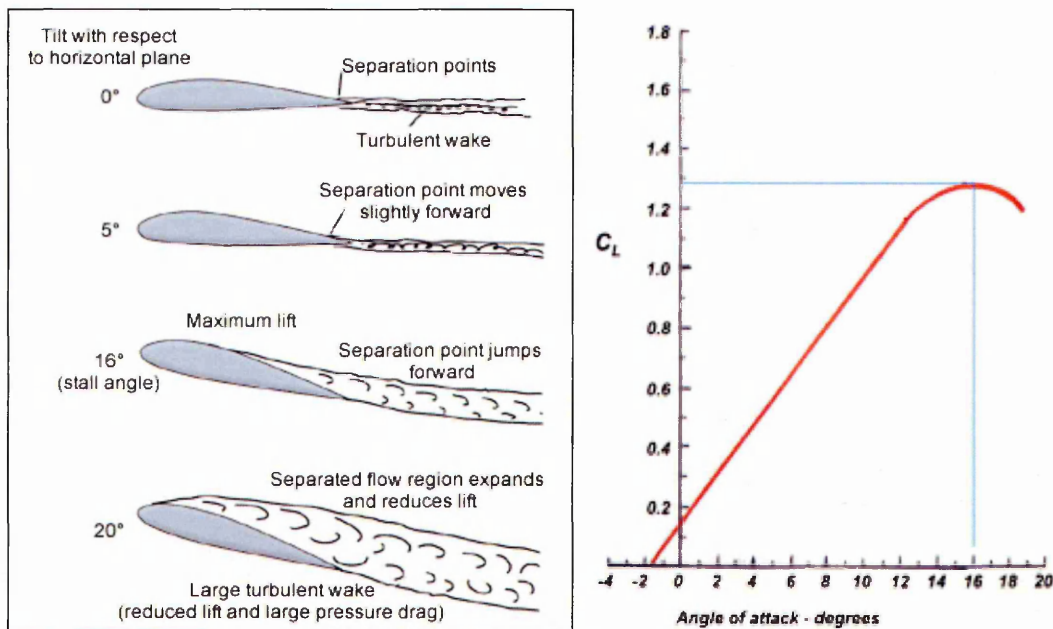 Tilt with respect
to horizontal plane
0°
Separation points
Turbulent wake
5°
Separation point moves
slightly forward
Maximum lift
16°
(stall angle)
Separation point jumps
forward
20°
Separated flow region expands
and reduces lift
Large turbulent wake
(reduced lift and large pressure drag)
1.8
1.6
1.4
1.2
CL
1.0
0.8
0.6
0.4
0.2
-4 -2 0 2 4 6 8 10 12 14 16 18 20
Angle of attack - degrees